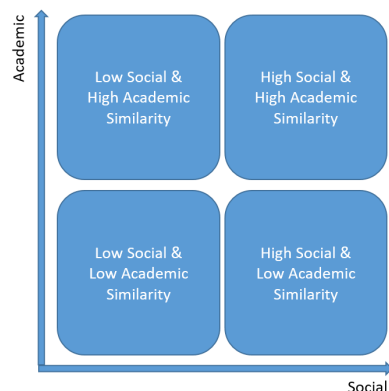 Academic
Low Social &
High Academic
Similarity
High Social &
High Academic
Similarity
Low Social &
Low Academic
Similarity
High Social &
Low Academic
Similarity
Social